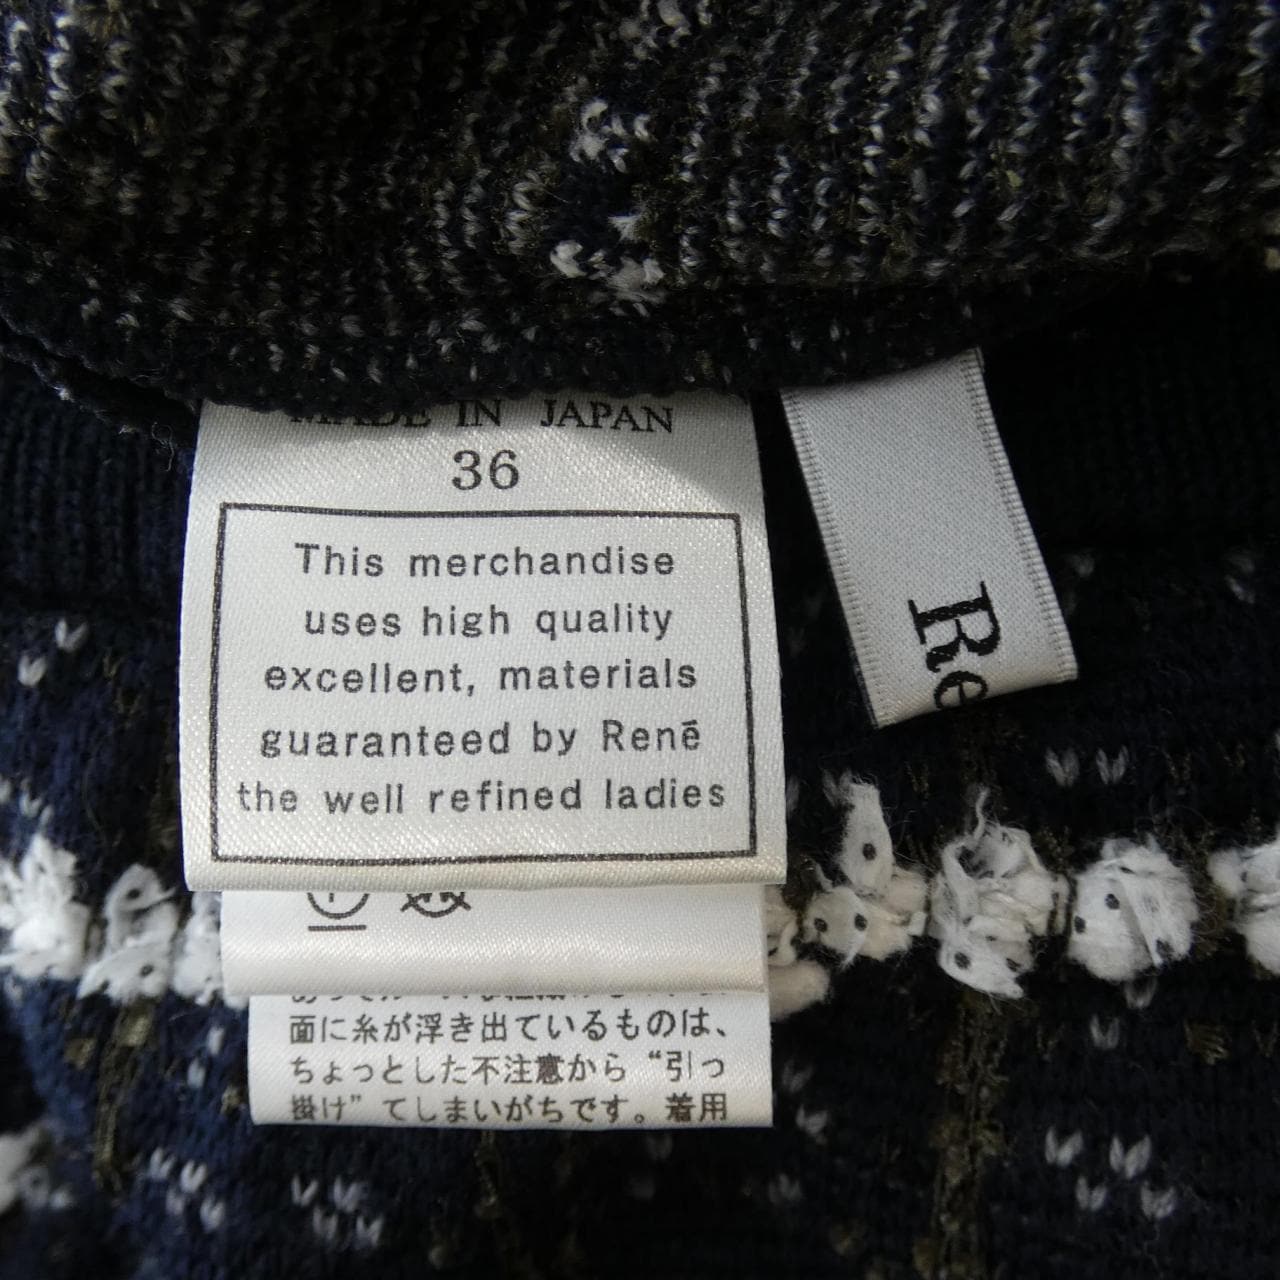 MADE IN JAPAN
36
This merchandise
uses high quality
excellent, materials
guaranteed by René
the well refined ladies
Re
面に糸が浮き出ているものは、
ちょっとした不注意から“引っ
掛け”てしまいがちです。着用